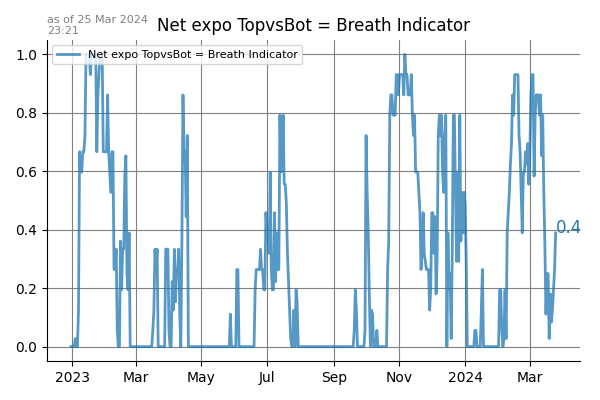 as of 25 Mar 2024
23:21
Net expo TopvsBot = Breath Indicator
Net expo TopvsBot = Breath Indicator
1.0
0.8
0.6
0.4
0.2
0.0
0.4
2023 Mar May Jul Sep Nov 2024 Mar